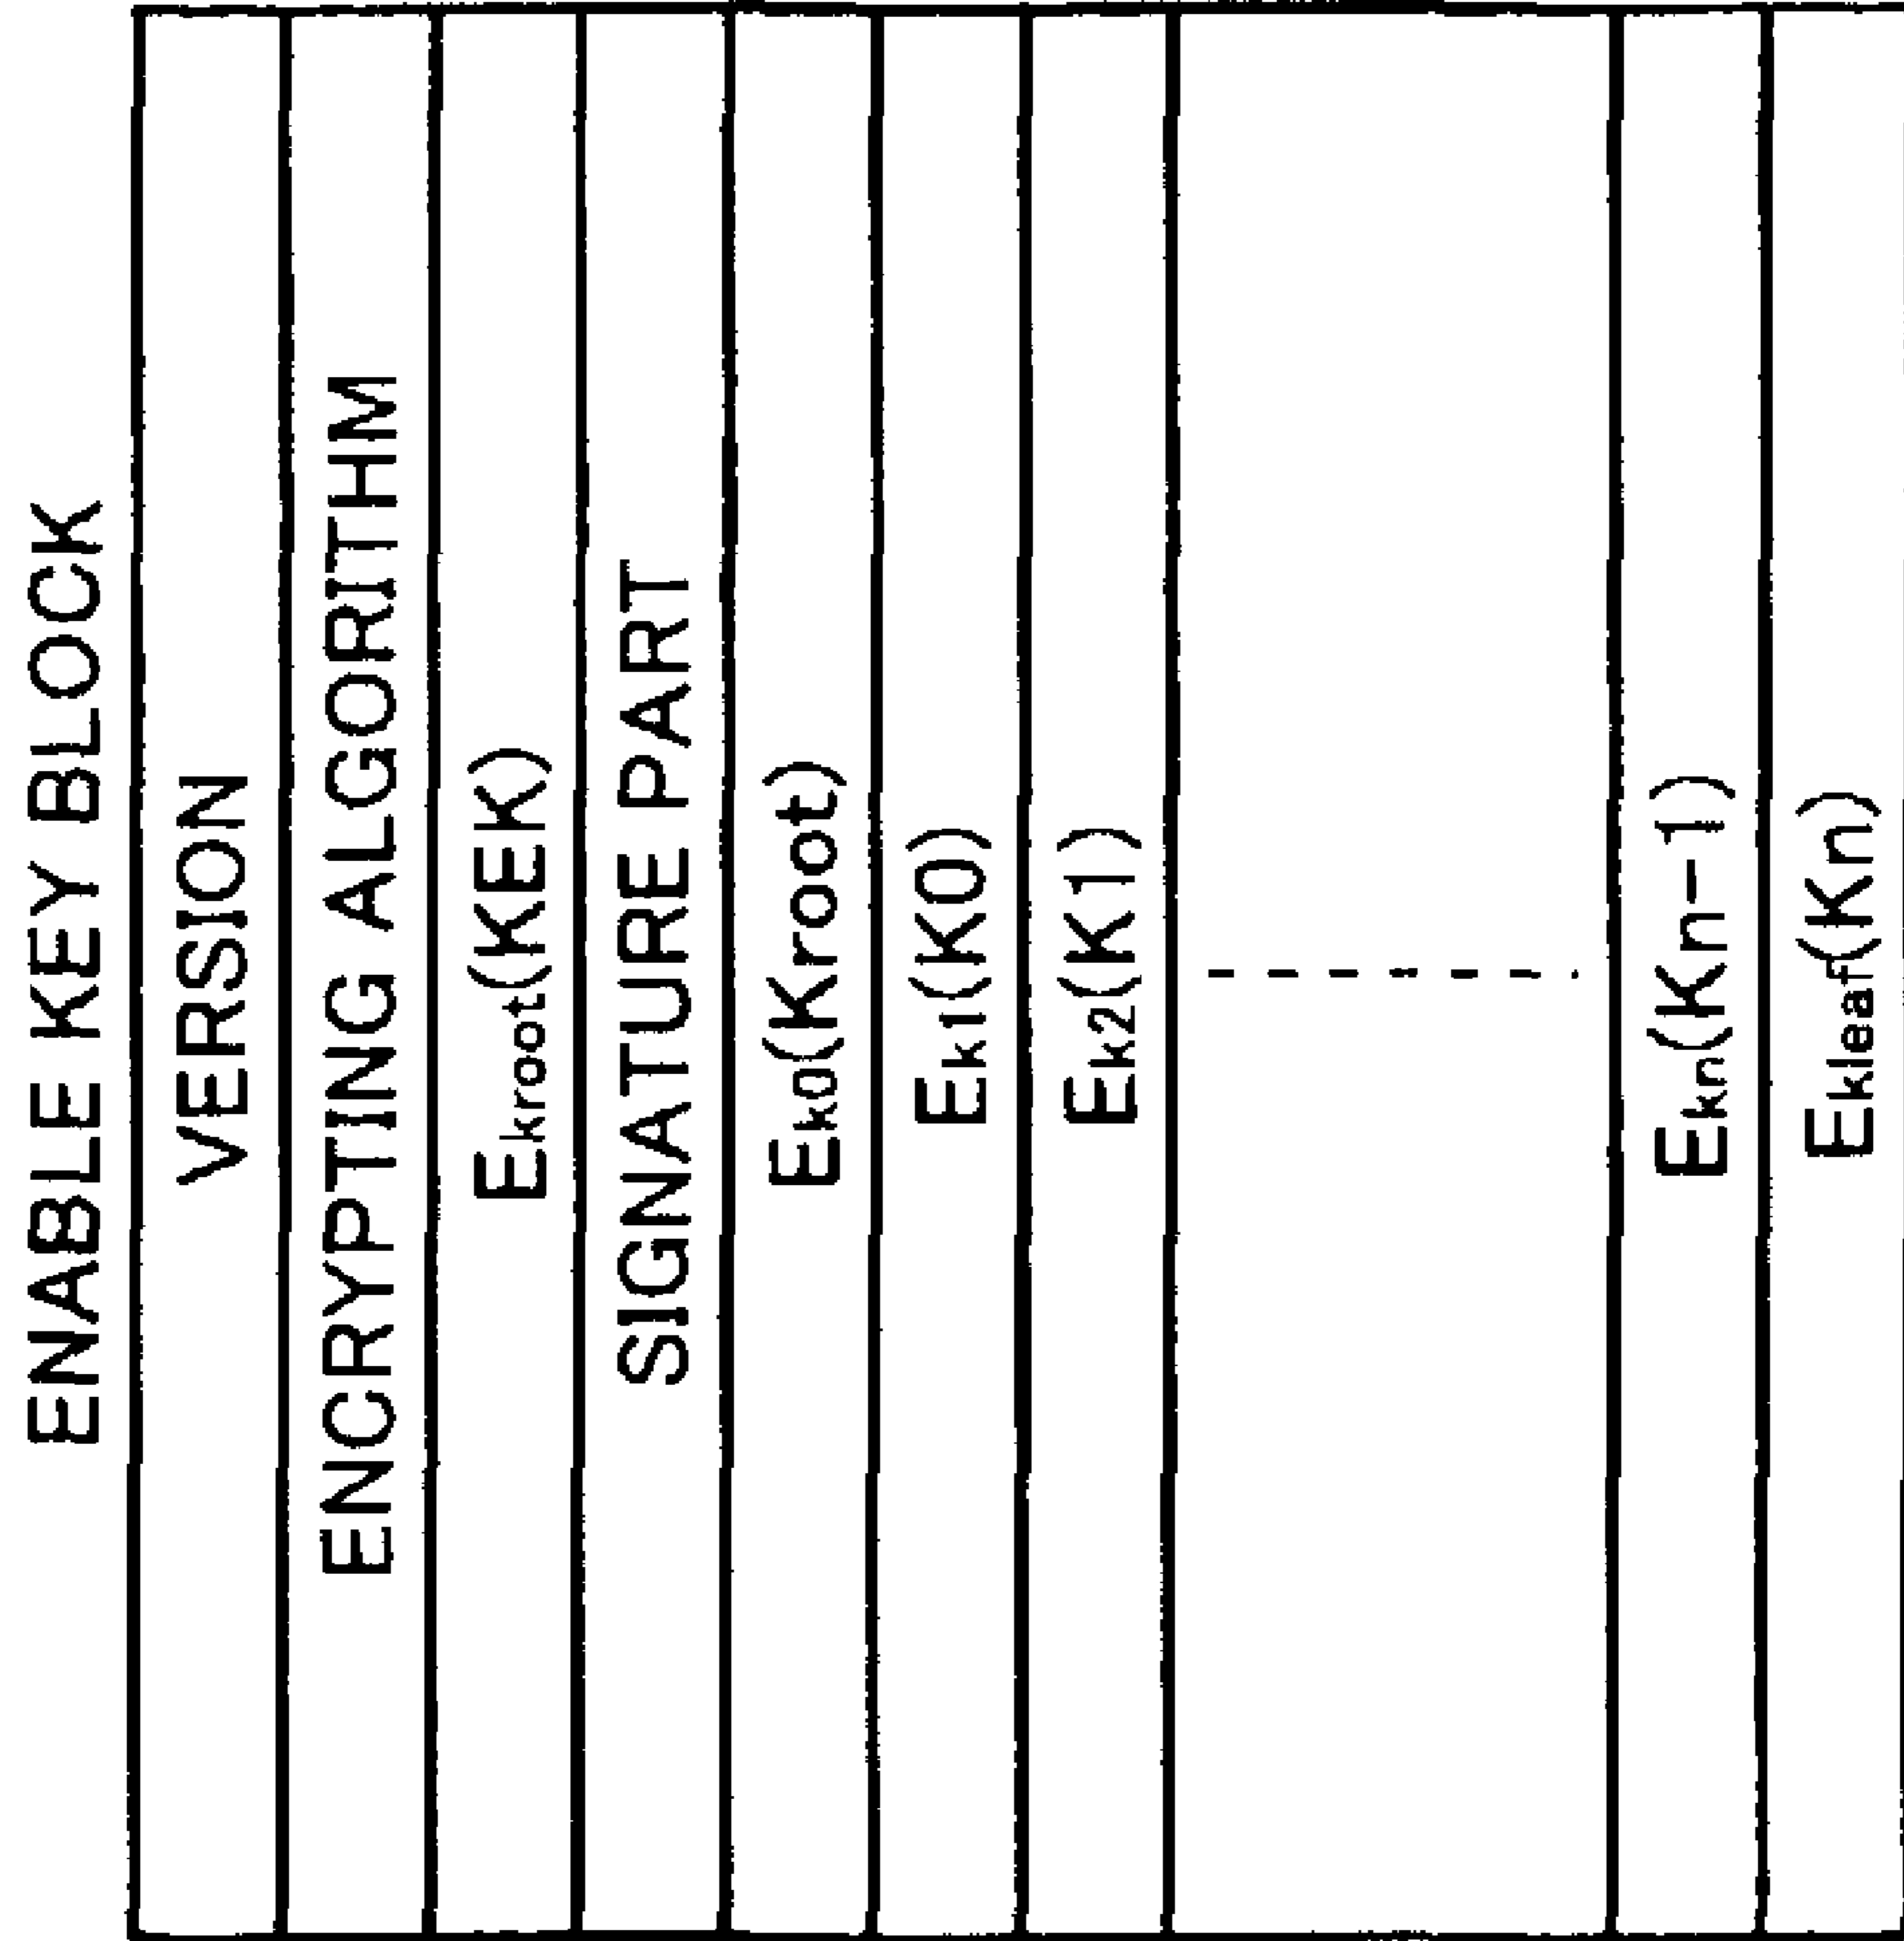 ENABLE KEY BLOCK
VERSION
ENCRYPTING ALGORITHM
Ekroot(KEK)
SIGNATURE PART
Ek0(Kroot)
Ek1(K0)
Ek2(K1)
Ekn(Kn-1)
Ekleaf(Kn)